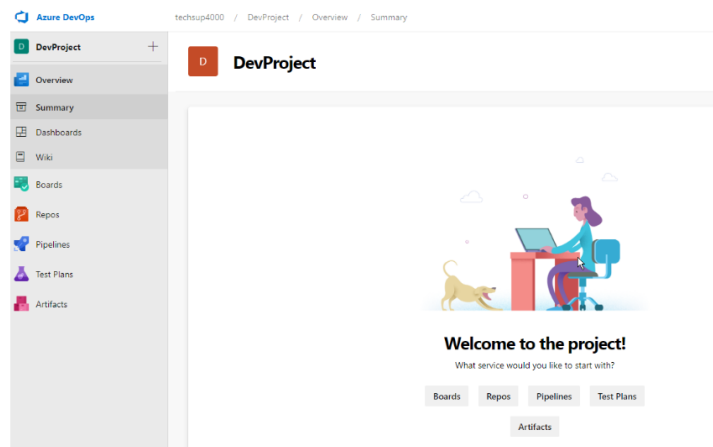 Azure DevOps
techsup4000 / DevProject / Overview / Summary
D DevProject +
D DevProject
Overview
Summary
Dashboards
Wiki
Boards
Repos
Pipelines
Test Plans
Artifacts
Welcome to the project!
What service would you like to start with?
Boards Repos Pipelines Test Plans
Artifacts